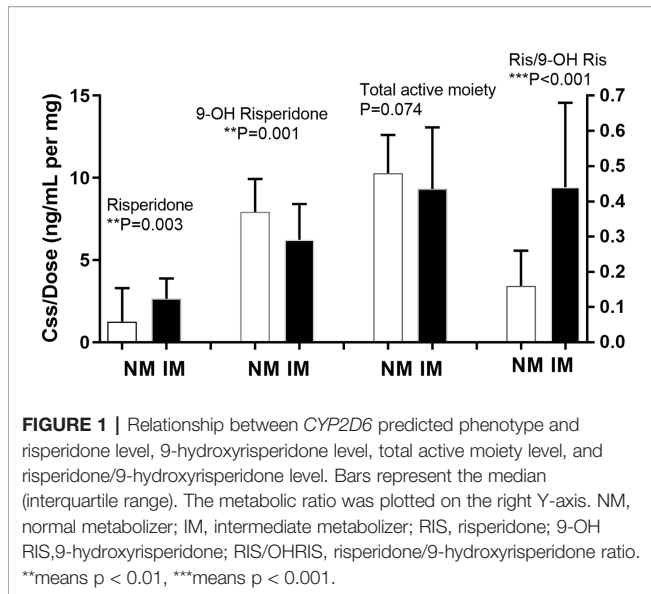 Ris/9-OH Ris
***P<0.001
Total active moiety
P=0.074
9-OH Risperidone
**P=0.001
Risperidone
**P=0.003
Css/Dose (ng/mL per mg)
15
10
5
0
0.7
0.6
0.5
0.4
0.3
0.2
0.1
0.0
NM IM NM IM NM IM NM IM
FIGURE 1 | Relationship between CYP2D6 predicted phenotype and
risperidone level, 9-hydroxyrisperidone level, total active moiety level, and
risperidone/9-hydroxyrisperidone level. Bars represent the median
(interquartile range). The metabolic ratio was plotted on the right Y-axis. NM,
normal metabolizer; IM, intermediate metabolizer; RIS, risperidone; 9-OH
RIS,9-hydroxyrisperidone; RIS/OHRIS, risperidone/9-hydroxyrisperidone ratio.
**means p < 0.01, ***means p < 0.001.